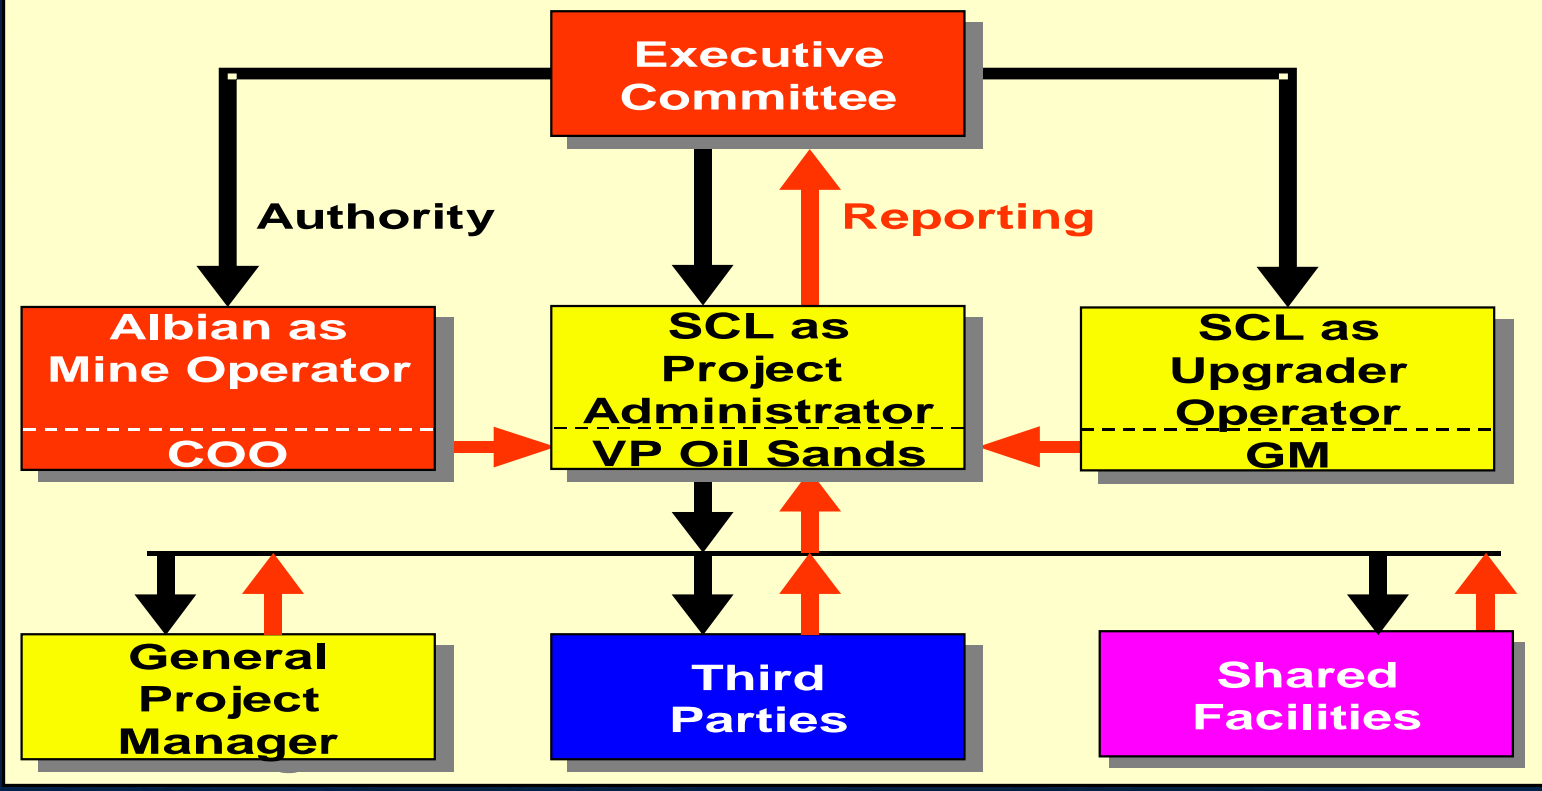 Executive
Committee
Authority
Reporting
Albian as
Mine Operator
COO
SCL as
Project
Administrator
VP Oil Sands
SCL as
Upgrader
Operator
GM
General
Project
Manager
Third
Parties
Shared
Facilities